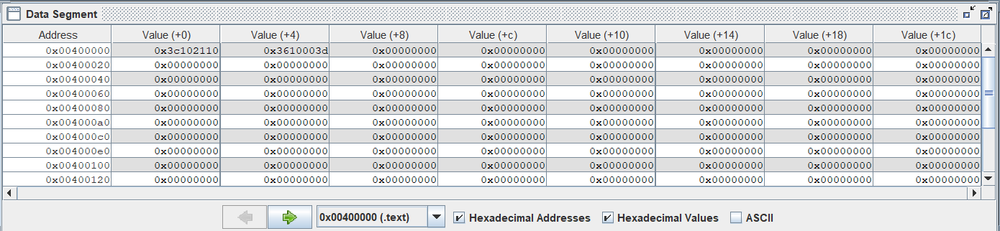 Data Segment
Address Value (+0) Value (+4) Value (+8) Value (+c) Value (+10) Value (+14) Value (+18) Value (+1c)
0x00400000 0x3c102110 0x3610003d 0x00000000 0x00000000 0x00000000 0x00000000 0x00000000 0x00000000
0x00400020 0x00000000 0x00000000 0x00000000 0x00000000 0x00000000 0x00000000 0x00000000 0x00000000
0x00400040 0x00000000 0x00000000 0x00000000 0x00000000 0x00000000 0x00000000 0x00000000 0x00000000
0x00400060 0x00000000 0x00000000 0x00000000 0x00000000 0x00000000 0x00000000 0x00000000 0x00000000
0x00400080 0x00000000 0x00000000 0x00000000 0x00000000 0x00000000 0x00000000 0x00000000 0x00000000
0x004000a0 0x00000000 0x00000000 0x00000000 0x00000000 0x00000000 0x00000000 0x00000000 0x00000000
0x004000c0 0x00000000 0x00000000 0x00000000 0x00000000 0x00000000 0x00000000 0x00000000 0x00000000
0x004000e0 0x00000000 0x00000000 0x00000000 0x00000000 0x00000000 0x00000000 0x00000000 0x00000000
0x00400100 0x00000000 0x00000000 0x00000000 0x00000000 0x00000000 0x00000000 0x00000000 0x00000000
0x00400120 0x00000000 0x00000000 0x00000000 0x00000000 0x00000000 0x00000000 0x00000000 0x00000000
0x00400000 (.text) Hexadecimal Addresses Hexadecimal Values ASCII